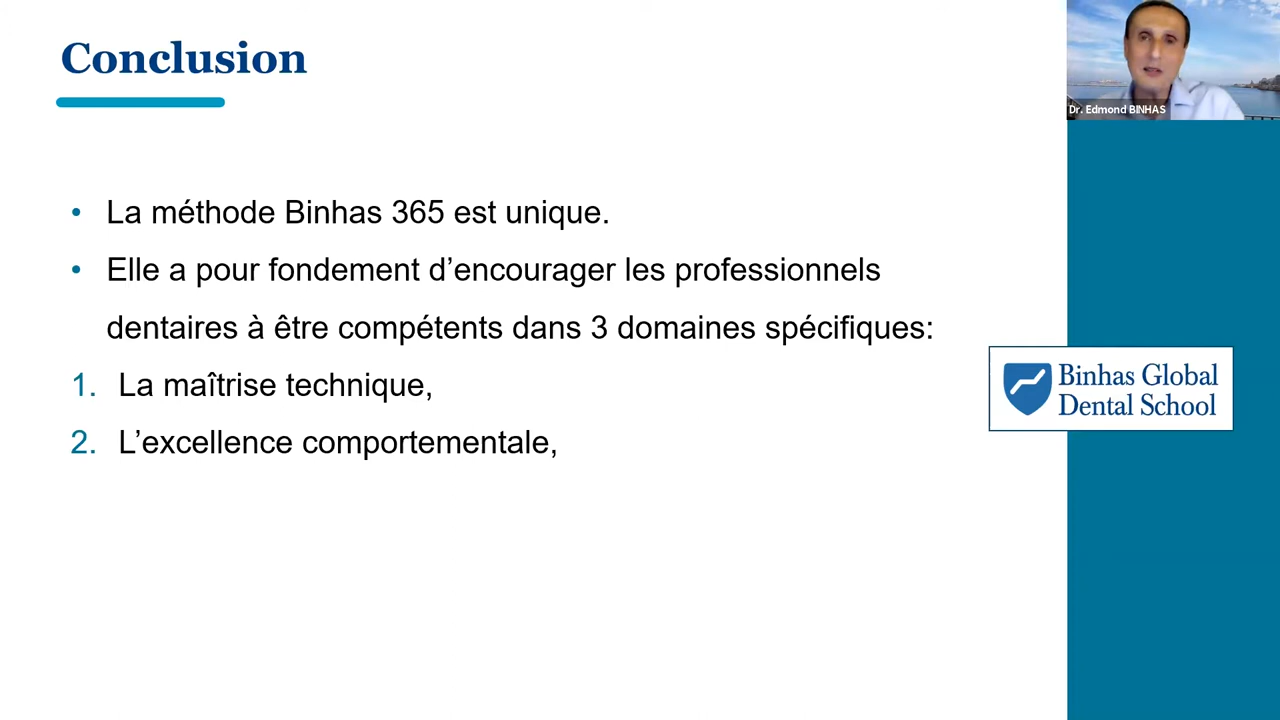 Conclusion
Dr. Edmond BINHAS
• La méthode Binhas 365 est unique.
• Elle a pour fondement d’encourager les professionnels
dentaires à être compétents dans 3 domaines spécifiques:
1. La maîtrise technique,
2. L’excellence comportementale,
Binhas Global
Dental School